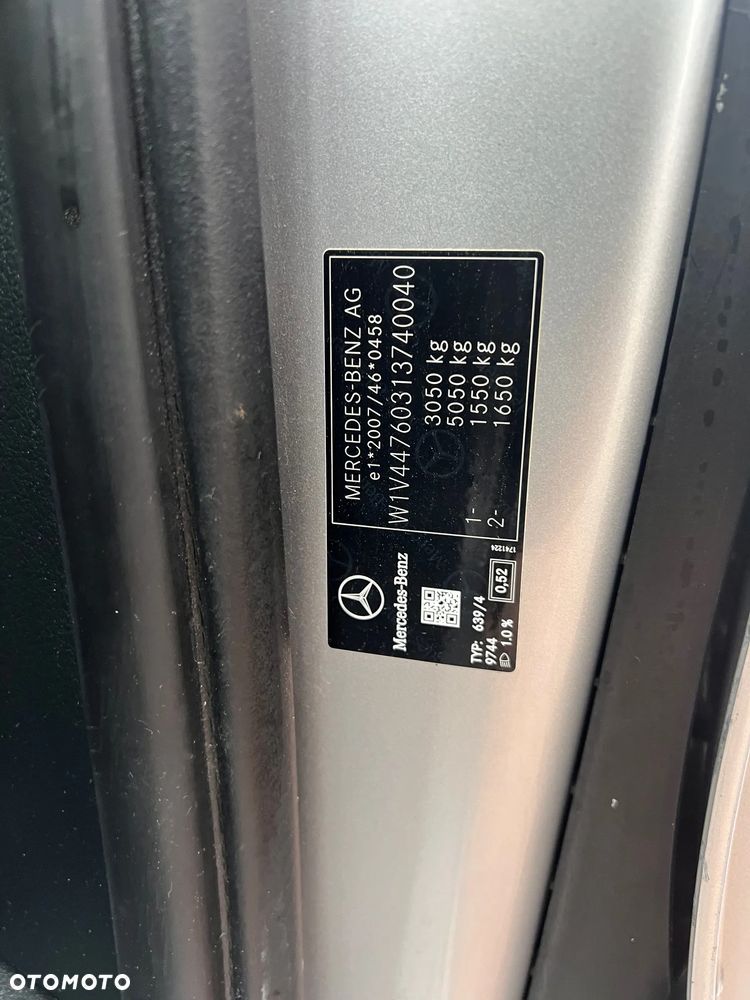 MERCEDES-BENZ AG
e1*2007/46*0458
W1V44760313740040
3050 kg
5050 kg
1- 1550 kg
2- 1650 kg
Mercedes-Benz
TYP: 639/4
9744
1.0 %
0,52
1741224
OTOMOTO